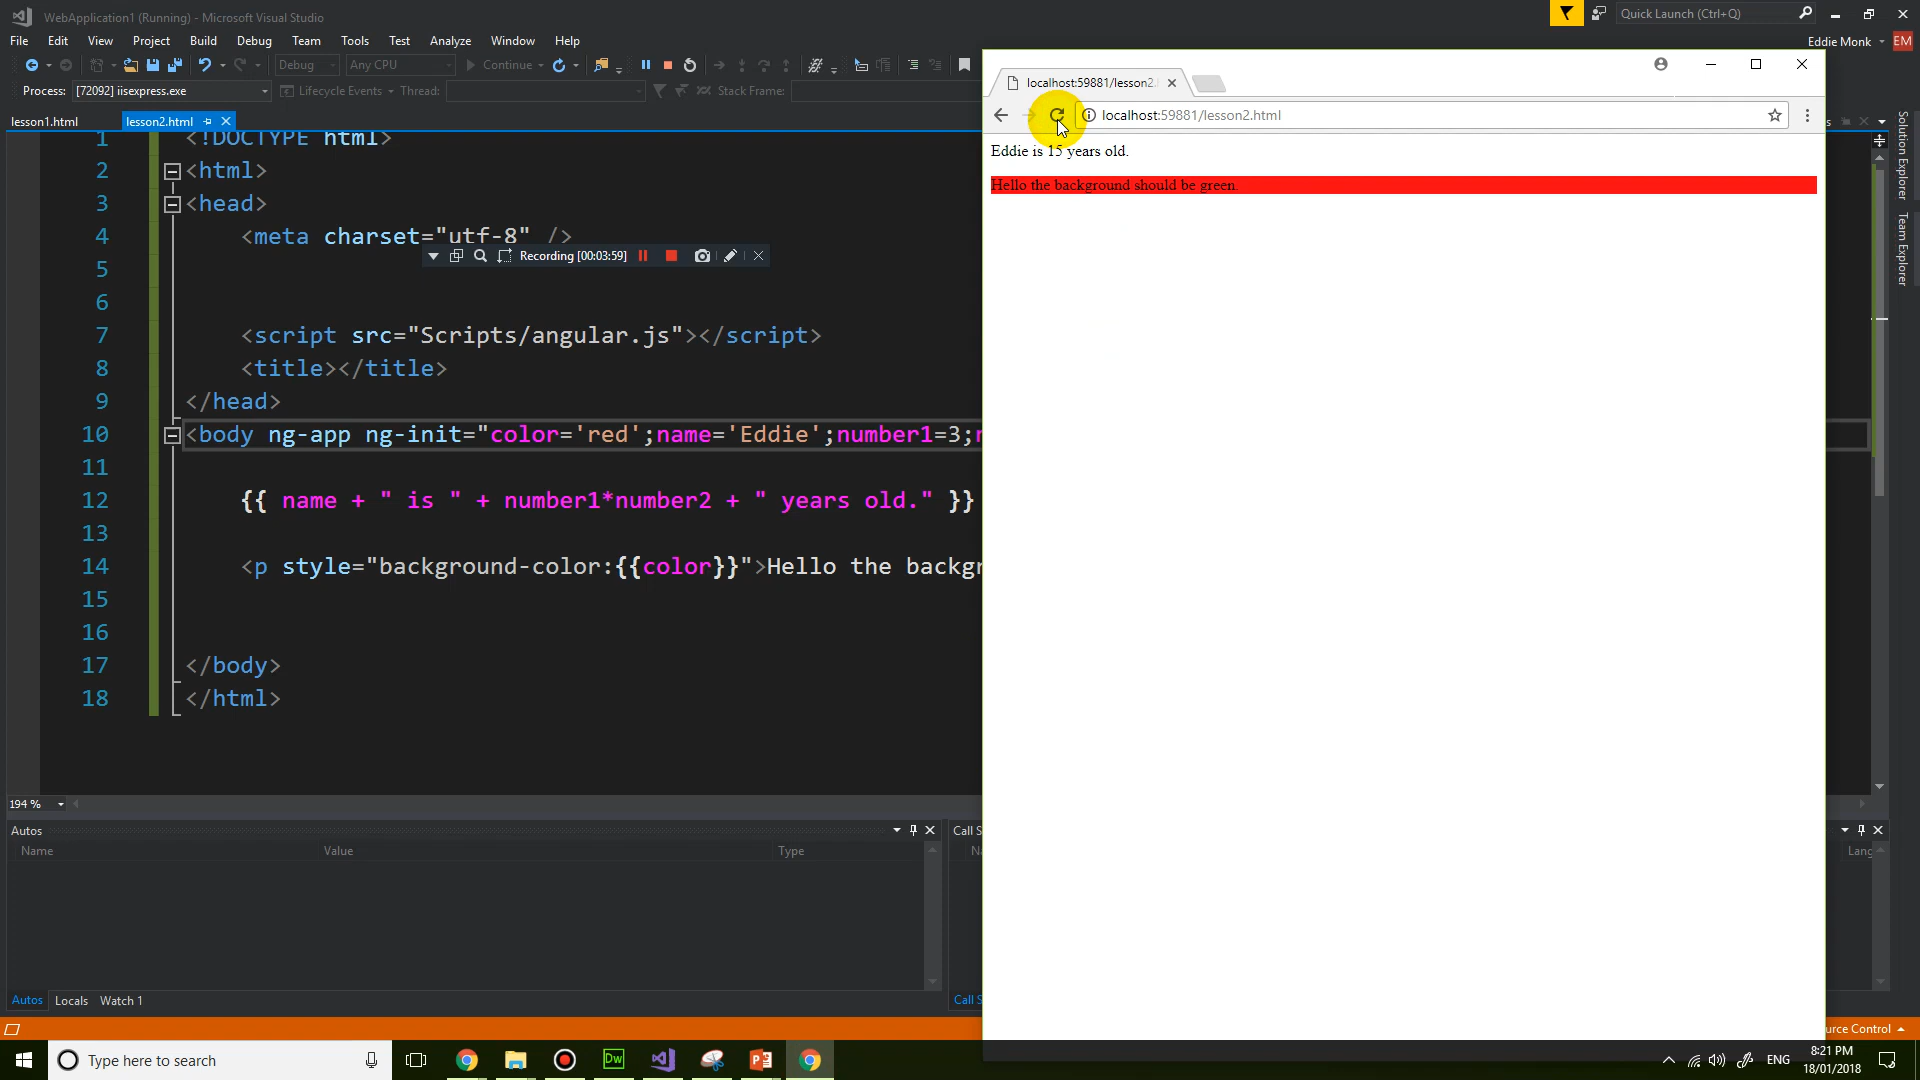 WebApplication1 (Running) - Microsoft Visual Studio
Quick Launch (Ctrl+Q)
File Edit View Project Build Debug Team Tools Test Analyze Window Help
Eddie Monk EM
Debug Any CPU Continue
Process: [72092] iisexpress.exe Lifecycle Events Thread: Stack Frame:
lesson1.html lesson2.html
1 <!DOCTYPE html>
2 <html>
3 <head>
4 <meta charset="utf-8" />
Recording [00:03:59]
5
6
7 <script src="Scripts/angular.js"></script>
8 <title></title>
9 </head>
10 <body ng-app ng-init="color='red';name='Eddie';number1=3;
11
12 {{ name + " is " + number1*number2 + " years old." }}
13
14 <p style="background-color:{{color}}">Hello the backgr
15
16
17 </body>
18 </html>
194 %
localhost:59881/lesson2.
localhost:59881/lesson2.html
Eddie is 15 years old.
Hello the background should be green.
Solution Explorer
Team Explorer
Autos
Name Value Type
Autos Locals Watch 1
Call S
Na
Lang
Call S
urce Control
Type here to search
Dw
ENG
8:21 PM
18/01/2018